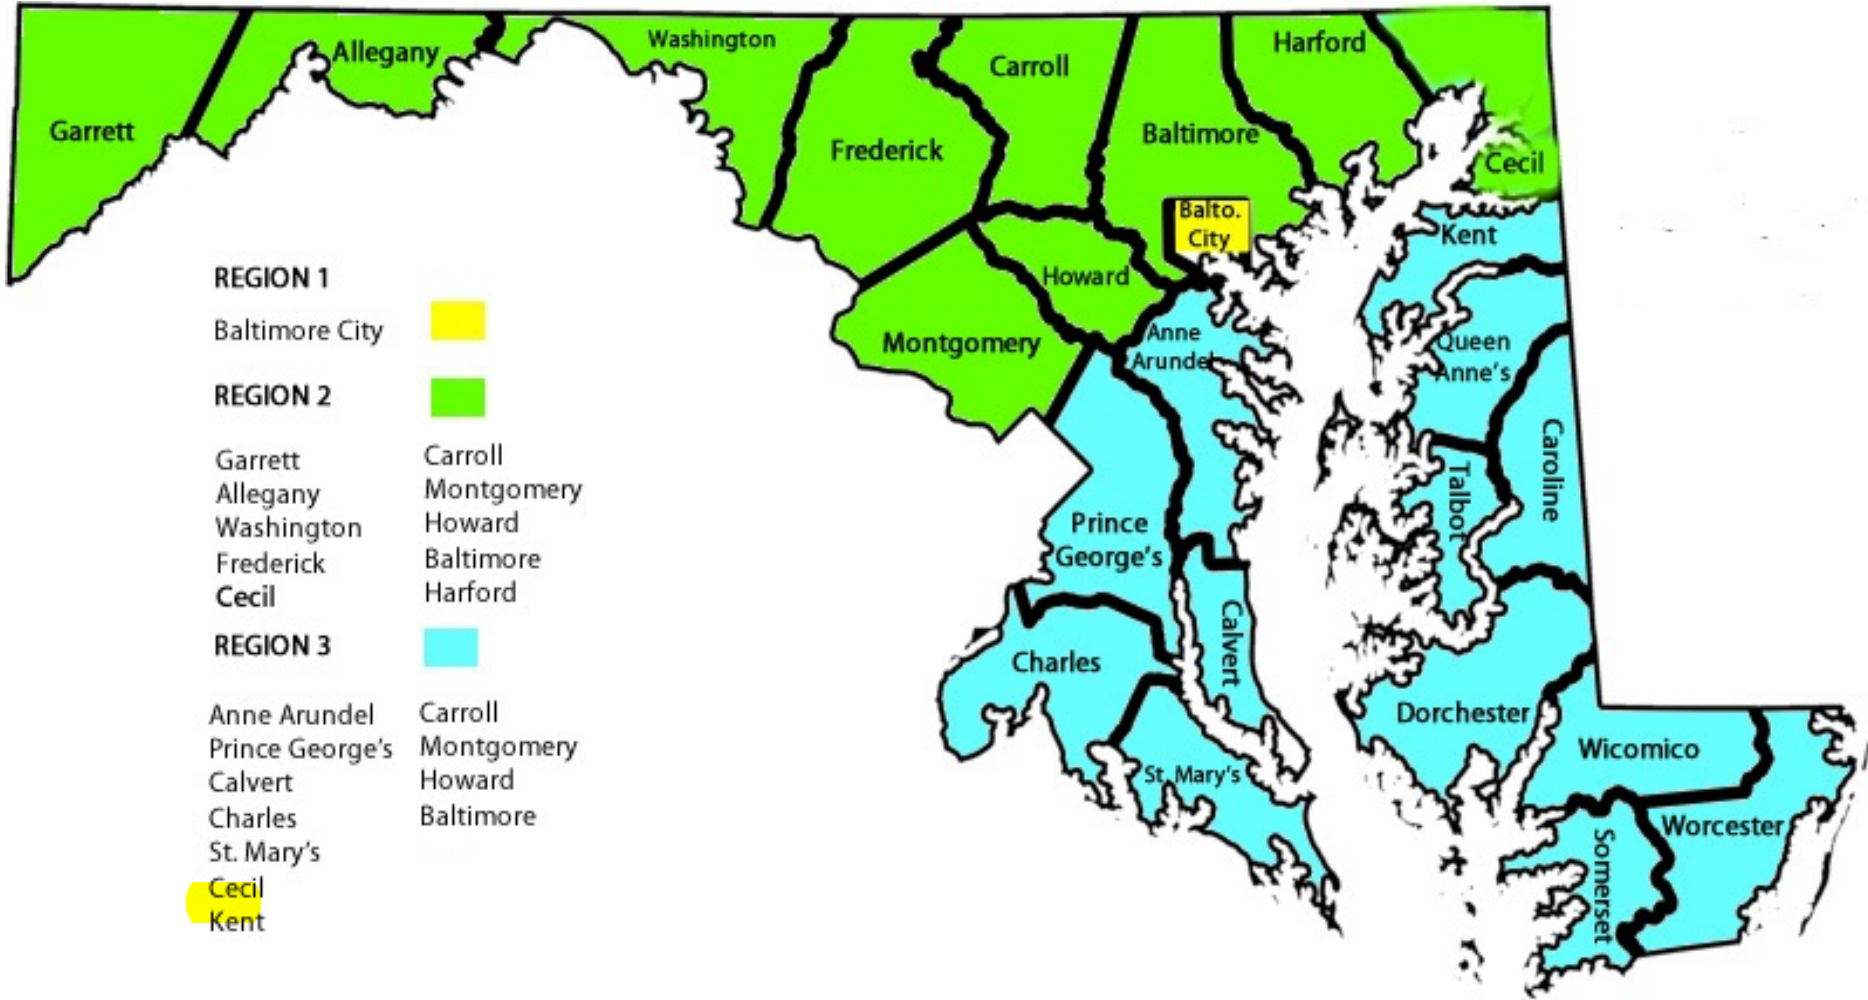 Garrett
Allegany
Washington
Frederick
Carroll
Baltimore
Harford
Cecil
Balto.
City
Howard
Montgomery
Kent
Anne
Arundel
Queen
Anne's
Caroline
Talbot
Prince
George's
Calvert
Charles
St. Mary's
Dorchester
Wicomico
Worcester
Somerset
REGION 1
Baltimore City
REGION 2
Garrett
Allegany
Washington
Frederick
Cecil
Carroll
Montgomery
Howard
Baltimore
Harford
REGION 3
Anne Arundel
Prince George's
Calvert
Charles
St. Mary's
Cecil
Kent
Carroll
Montgomery
Howard
Baltimore